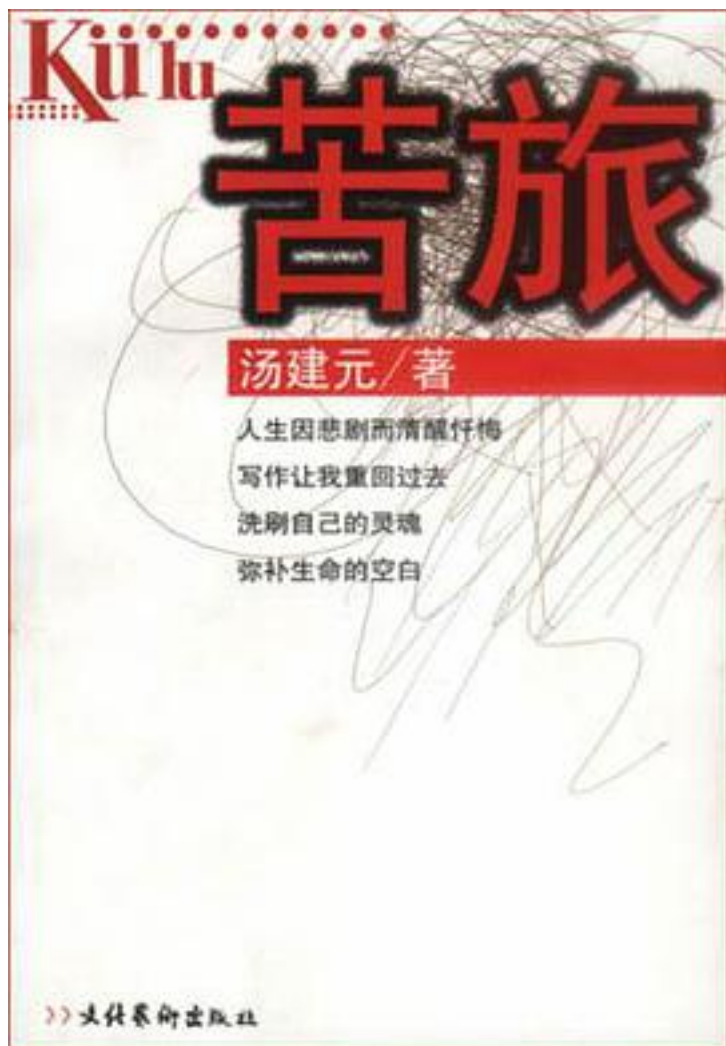 Kulu
苦旅
汤建元/著
人生因悲剧而清醒忏悔
写作让我重回过去
洗刷自己的灵魂
弥补生命的空白
>>文化艺术出版社